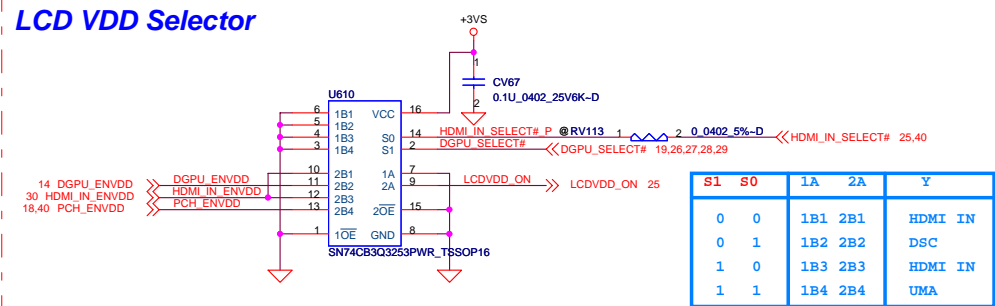 LCD VDD Selector
+3VS
1
CV67
0.1U_0402_25V6K~D
2
U610
6 1B1 VCC 16
5 1B2
4 1B3 S0 14 HDMI_IN_SELECT#_P @RV113 1 2 0_0402_5%~D HDMI_IN_SELECT# 25,40
3 1B4 S1 2 DGPU_SELECT# DGPU_SELECT# 19,26,27,28,29
10 2B1 1A 7
14 DGPU_ENVDD DGPU_ENVDD 11 2B2 2A 9 LCDVDD_ON LCDVDD_ON 25
30 HDMI_IN_ENVDD HDMI_IN_ENVDD 12 2B3
18,40 PCH_ENVDD PCH_ENVDD 13 2B4 2OE 15
1 1OE GND 8
SN74CB3Q3253PWR_TSSOP16
S1 S0 1A 2A Y
0 0 1B1 2B1 HDMI IN
0 1 1B2 2B2 DSC
1 0 1B3 2B3 HDMI IN
1 1 1B4 2B4 UMA